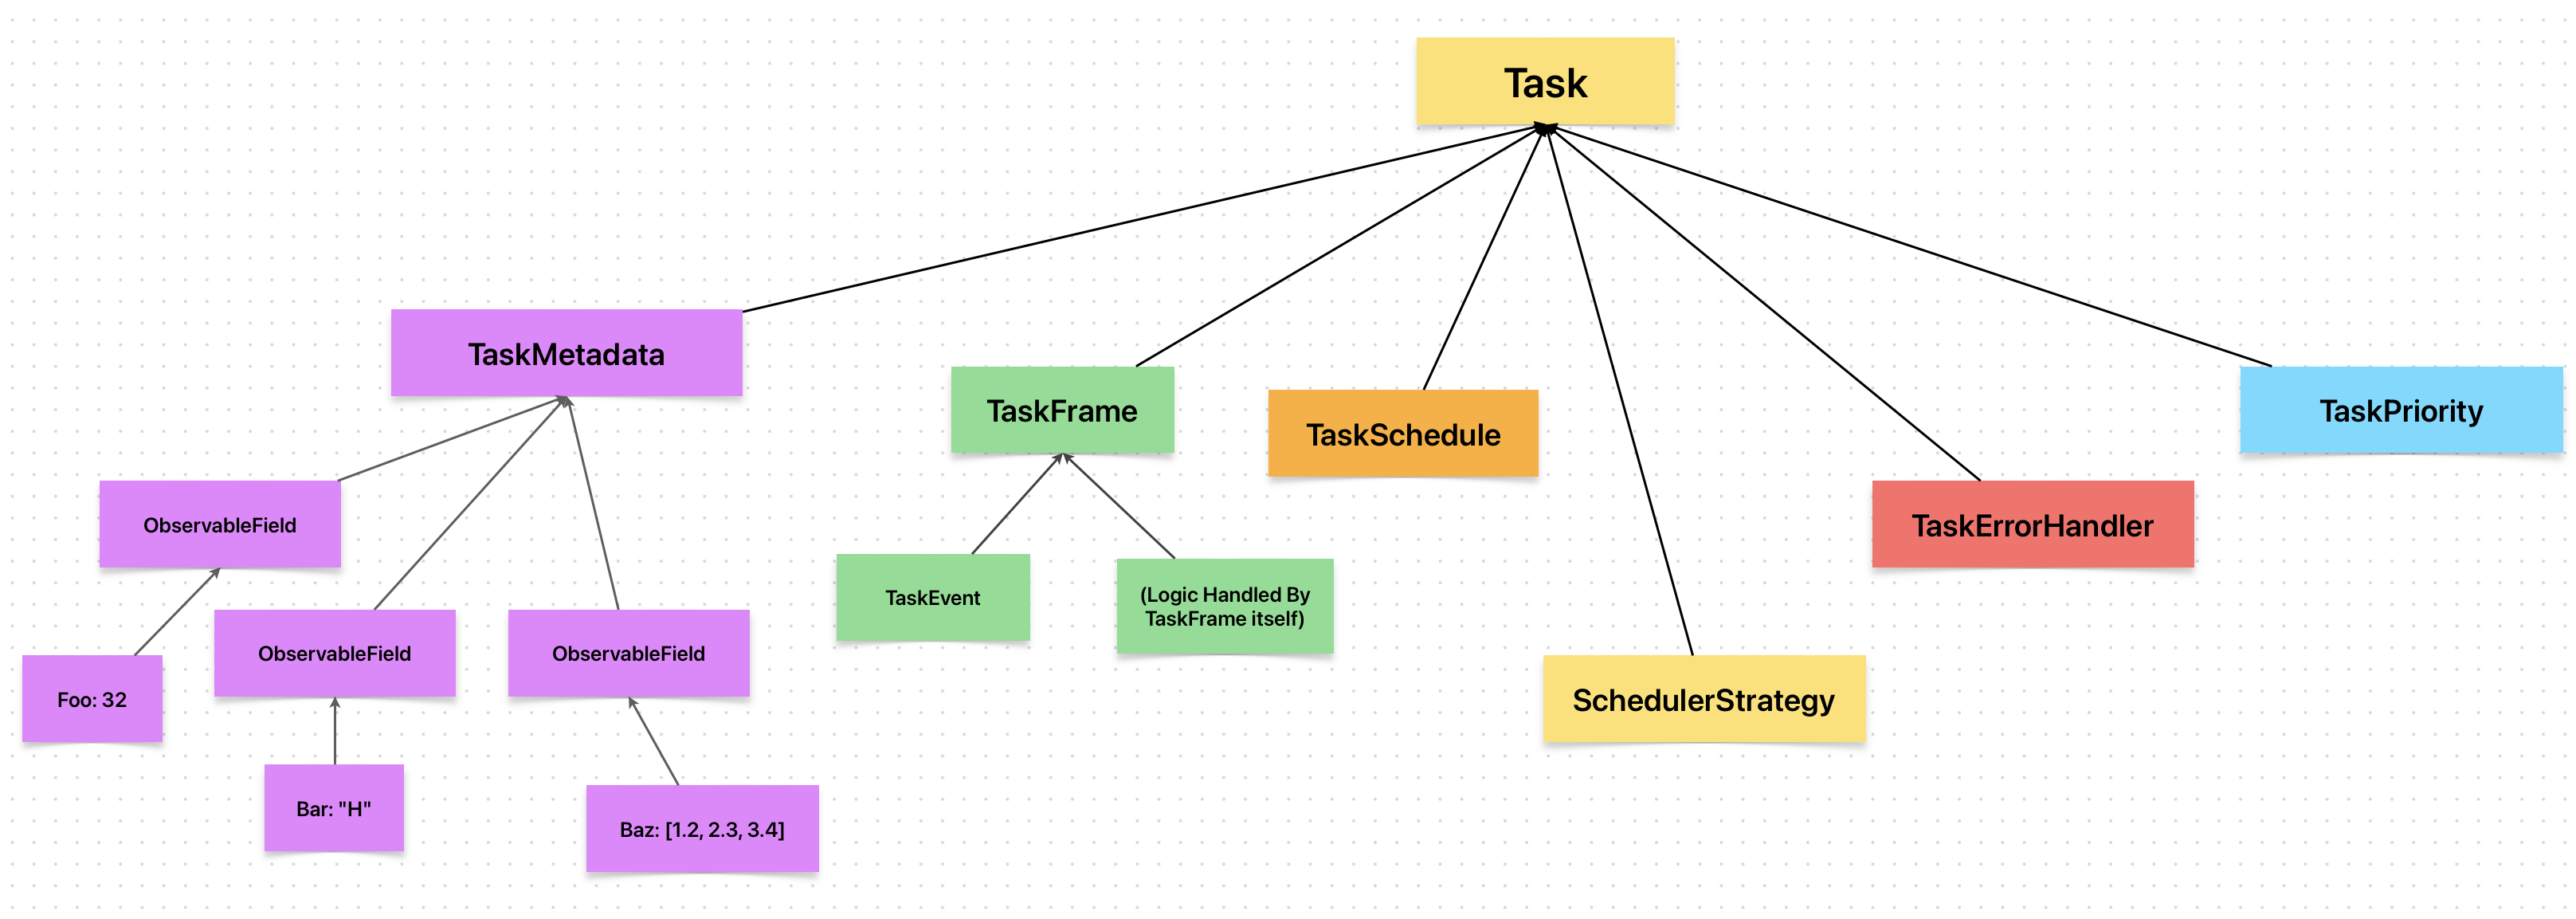 Task
TaskMetadata
TaskFrame
TaskSchedule
TaskPriority
ObservableField
TaskErrorHandler
TaskEvent
(Logic Handled By
TaskFrame itself)
ObservableField
ObservableField
Foo: 32
SchedulerStrategy
Bar: "H"
Baz: [1.2, 2.3, 3.4]